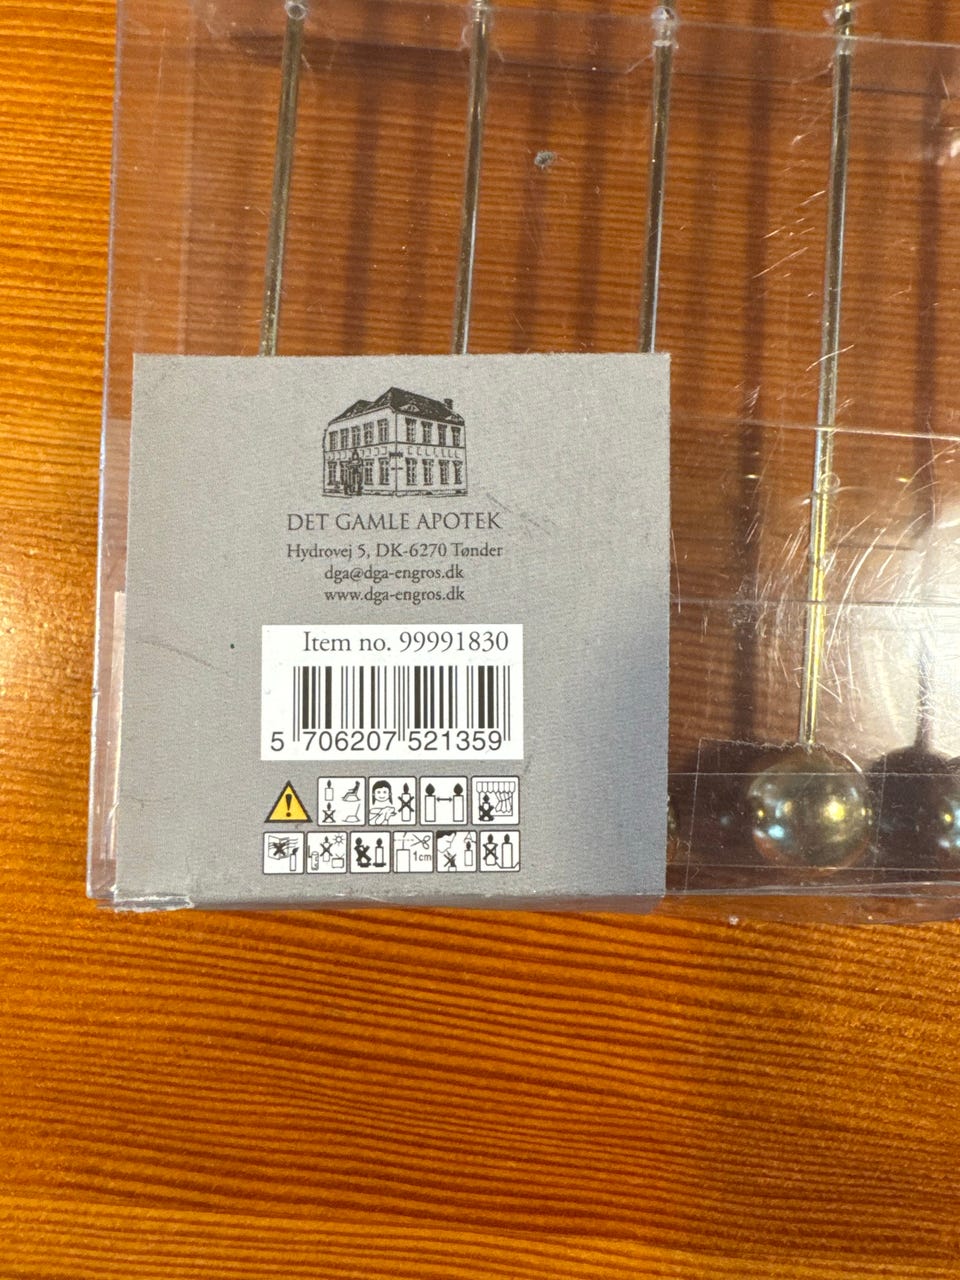 DET GAMLE APOTEK
Hydrovej 5, DK-6270 Tønder
dga@dga-engros.dk
www.dga-engros.dk
Item no. 99991830
5 706207 521359
1cm